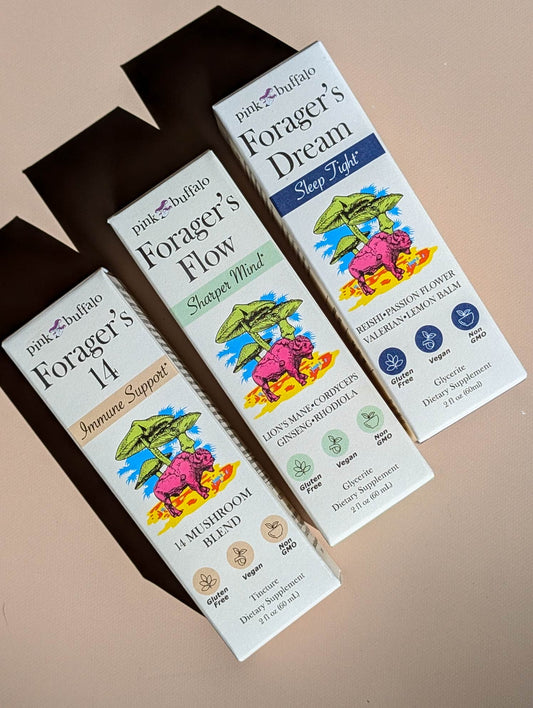 pink buffalo
Forager's
14
Immune Support*
14 MUSHROOM
BLEND
Gluten
Free
Vegan
Non
GMO
Tincture
Dietary Supplement
2 fl oz (60 mL)
pink buffalo
Forager's
Flow
Sharper Mind*
LION'S MANE•CORDYCEPS
GINSENG•RHODIOLA
Gluten
Free
Vegan
Non
GMO
Glycerite
Dietary Supplement
2 fl oz (60 mL)
pink buffalo
Forager's
Dream
Sleep Tight*
REISHI•PASSION FLOWER
VALERIAN•LEMON BALM
Gluten
Free
Vegan
Non
GMO
Glycerite
Dietary Supplement
2 fl oz (60ml)